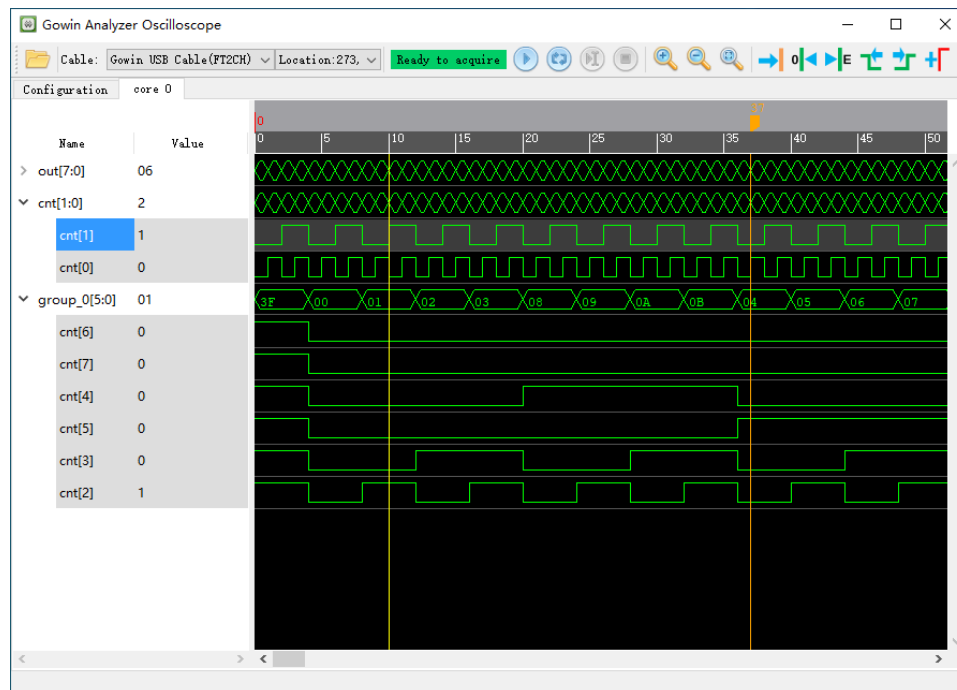 Gowin Analyzer Oscilloscope
Cable: Gowin USB Cable(FT2CH) Location:273, Ready to acquire
Configuration core 0
0 37
Name Value 0 5 10 15 20 25 30 35 40 45 50
out[7:0] 06
cnt[1:0] 2
cnt[1] 1
cnt[0] 0
group_0[5:0] 01 3F 00 01 02 03 08 09 0A 0B 04 05 06 07
cnt[6] 0
cnt[7] 0
cnt[4] 0
cnt[5] 0
cnt[3] 0
cnt[2] 1